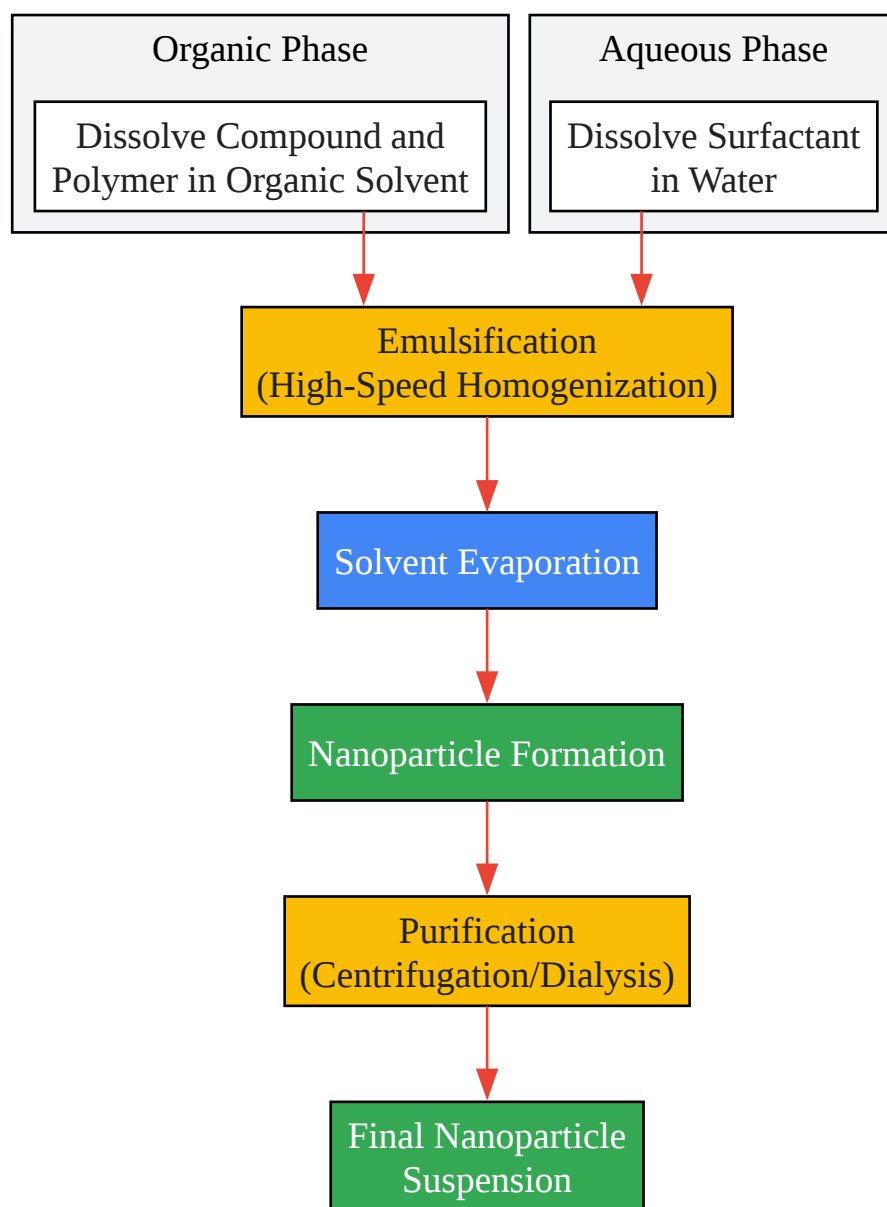 Organic Phase
Dissolve Compound and
Polymer in Organic Solvent
Aqueous Phase
Dissolve Surfactant
in Water
Emulsification
(High-Speed Homogenization)
Solvent Evaporation
Nanoparticle Formation
Purification
(Centrifugation/Dialysis)
Final Nanoparticle
Suspension